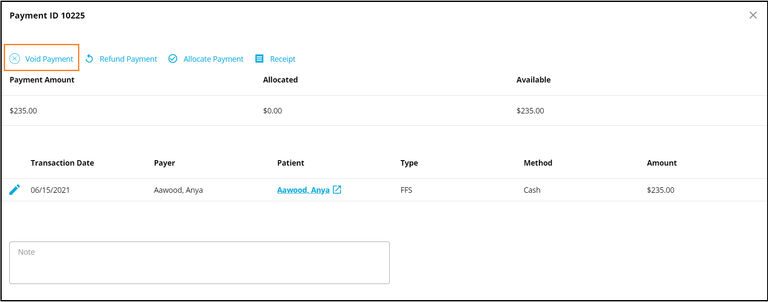 Payment ID 10225
Void Payment Refund Payment Allocate Payment Receipt
Payment Amount Allocated Available
$235.00 $0.00 $235.00
Transaction Date Payer Patient Type Method Amount
06/15/2021 Aawood, Anya Aawood, Anya FFS Cash $235.00
Note